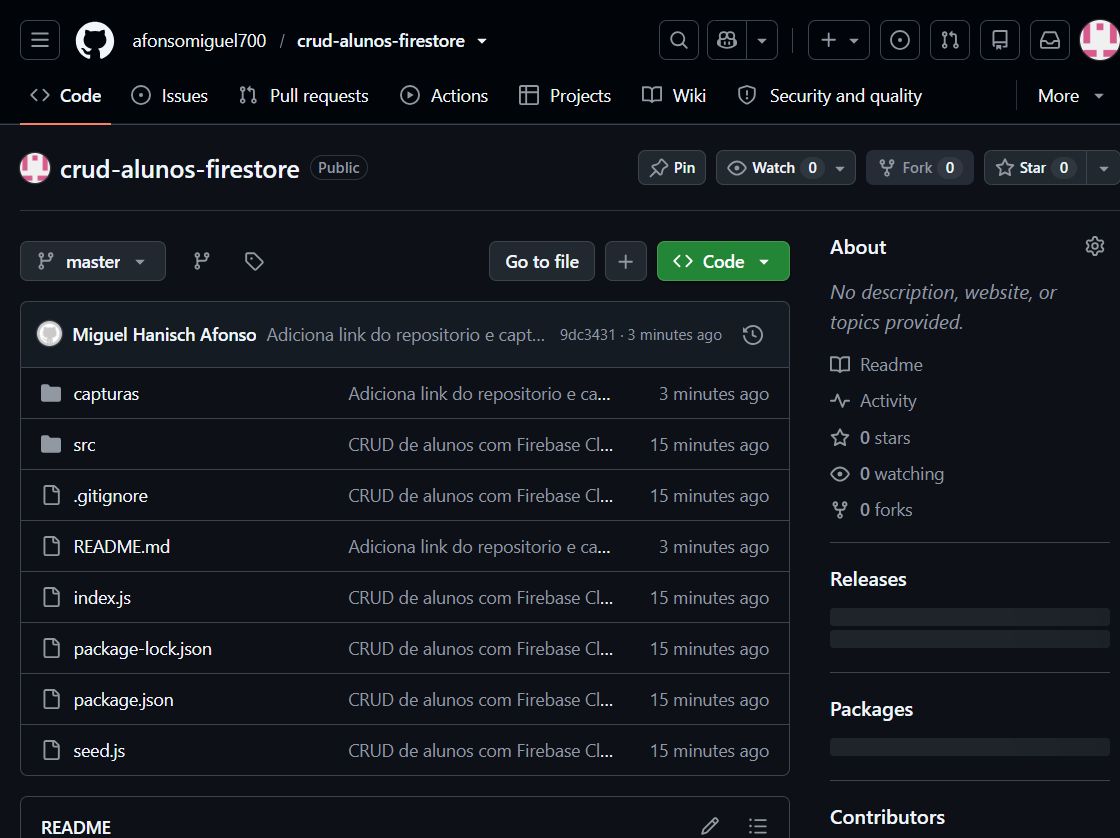 afonsomiguel700 / crud-alunos-firestore
Code Issues Pull requests Actions Projects Wiki Security and quality More
crud-alunos-firestore Public Pin Watch 0 Fork 0 Star 0
master Go to file Code
Miguel Hanisch Afonso Adiciona link do repositorio e capt... 9dc3431 · 3 minutes ago
capturas Adiciona link do repositorio e ca... 3 minutes ago
src CRUD de alunos com Firebase Cl... 15 minutes ago
.gitignore CRUD de alunos com Firebase Cl... 15 minutes ago
README.md Adiciona link do repositorio e ca... 3 minutes ago
index.js CRUD de alunos com Firebase Cl... 15 minutes ago
package-lock.json CRUD de alunos com Firebase Cl... 15 minutes ago
package.json CRUD de alunos com Firebase Cl... 15 minutes ago
seed.js CRUD de alunos com Firebase Cl... 15 minutes ago
README
About
No description, website, or
topics provided.
Readme
Activity
0 stars
0 watching
0 forks
Releases
Packages
Contributors